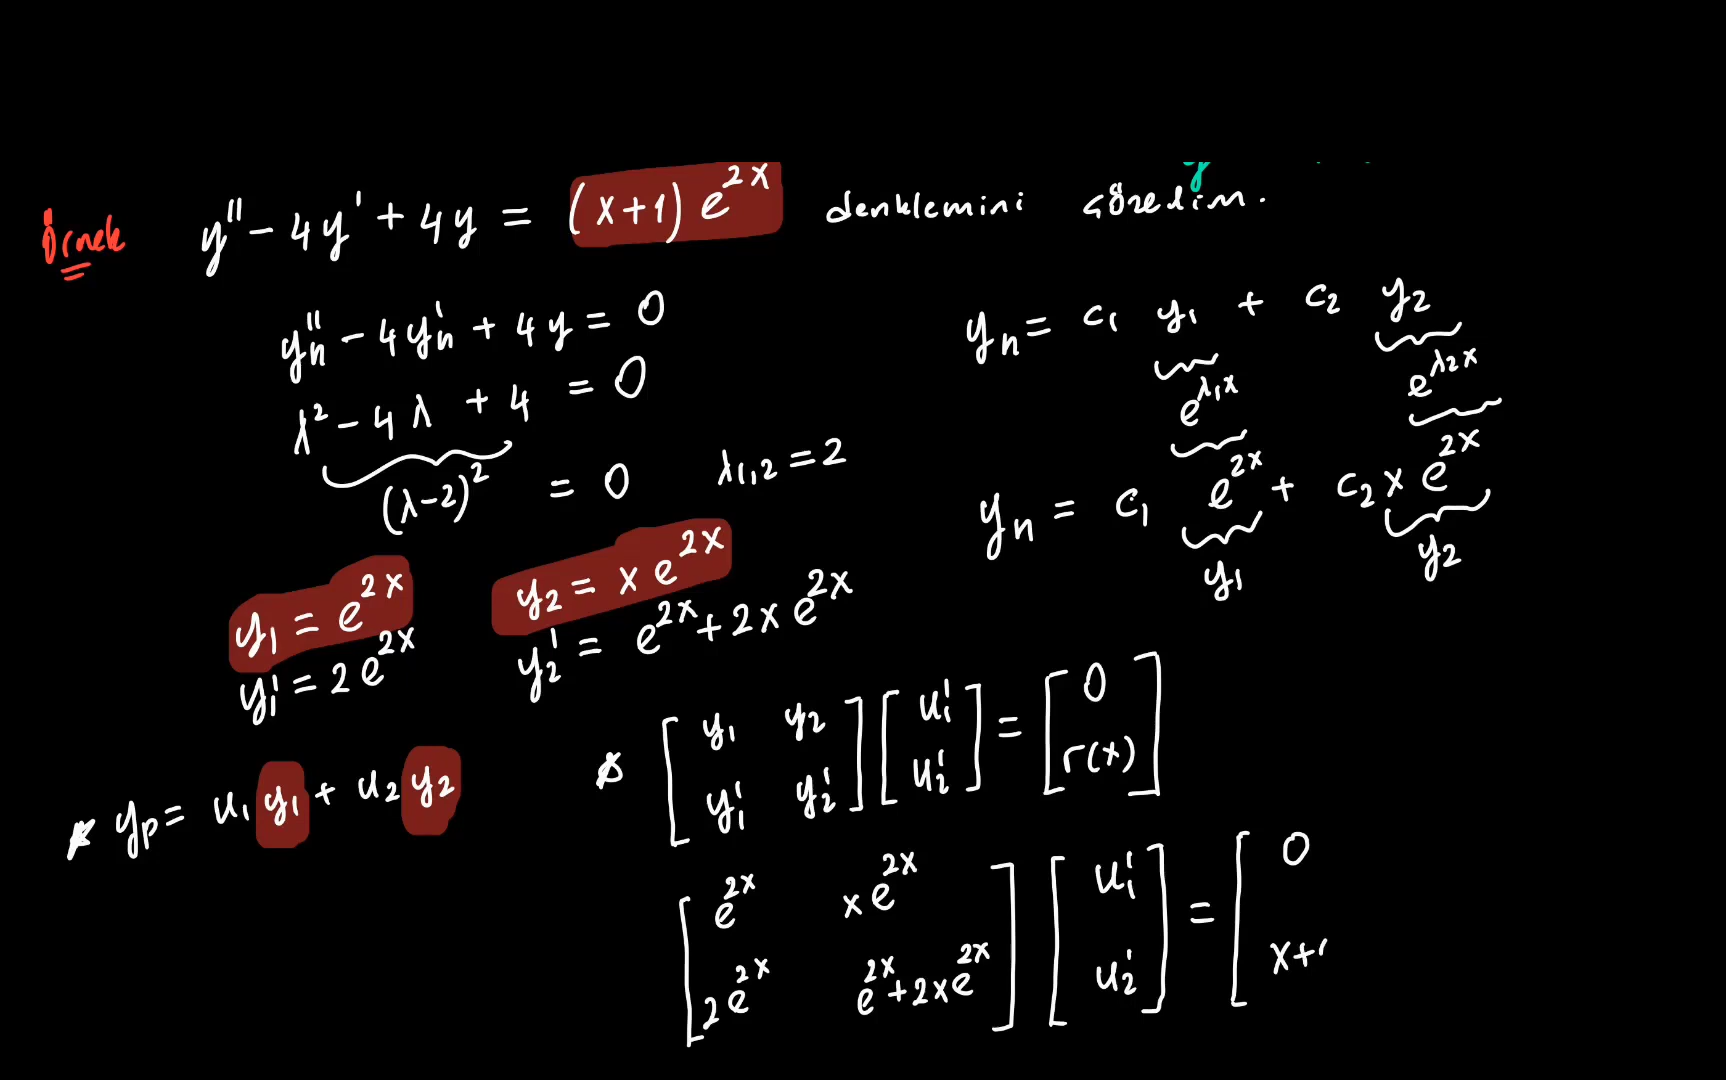 Örnek y'' - 4y' + 4y = (x+1) e^{2x} denklemini çözelim.
y_h'' - 4y_h' + 4y = 0
λ² - 4λ + 4 = 0
(λ-2)² = 0 λ_{1,2} = 2
y_h = c_1 y_1 + c_2 y_2
e^{λ_1 x} e^{λ_2 x}
y_h = c_1 e^{2x} + c_2 x e^{2x}
y_1 y_2
y_1 = e^{2x} y_2 = x e^{2x}
y_1' = 2e^{2x} y_2' = e^{2x} + 2x e^{2x}
* y_p = u_1 y_1 + u_2 y_2
* [ y_1 y_2 ] [ u_1' ] = [ 0 ]
[ y_1' y_2' ] [ u_2' ] [ r(x) ]
[ e^{2x} x e^{2x} ] [ u_1' ] = [ 0
[ 2e^{2x} e^{2x} + 2x e^{2x} ] [ u_2' ] [ x+